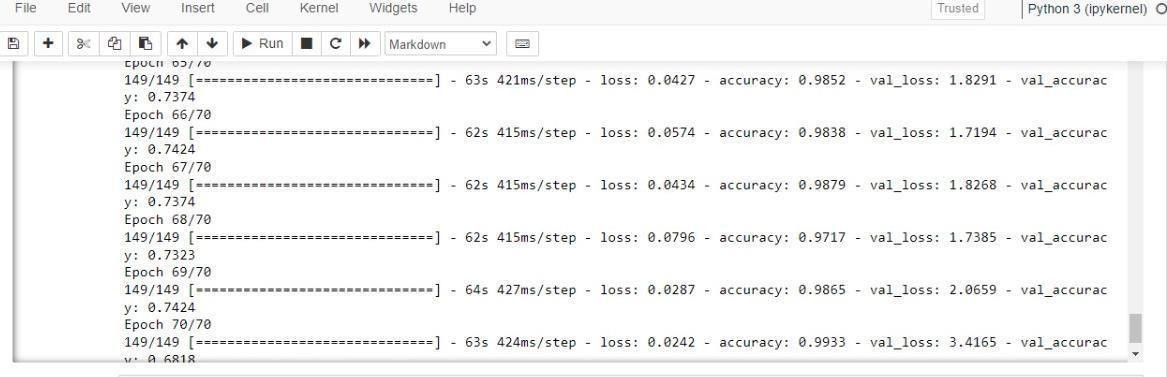 File Edit View Insert Cell Kernel Widgets Help Trusted Python 3 (ipykernel)
Run Markdown
Epoch 65/70
149/149 [==============================] - 63s 421ms/step - loss: 0.0427 - accuracy: 0.9852 - val_loss: 1.8291 - val_accurac
y: 0.7374
Epoch 66/70
149/149 [==============================] - 62s 415ms/step - loss: 0.0574 - accuracy: 0.9838 - val_loss: 1.7194 - val_accurac
y: 0.7424
Epoch 67/70
149/149 [==============================] - 62s 415ms/step - loss: 0.0434 - accuracy: 0.9879 - val_loss: 1.8268 - val_accurac
y: 0.7374
Epoch 68/70
149/149 [==============================] - 62s 415ms/step - loss: 0.0796 - accuracy: 0.9717 - val_loss: 1.7385 - val_accurac
y: 0.7323
Epoch 69/70
149/149 [==============================] - 64s 427ms/step - loss: 0.0287 - accuracy: 0.9865 - val_loss: 2.0659 - val_accurac
y: 0.7424
Epoch 70/70
149/149 [==============================] - 63s 424ms/step - loss: 0.0242 - accuracy: 0.9933 - val_loss: 3.4165 - val_accurac
y: 0.6818